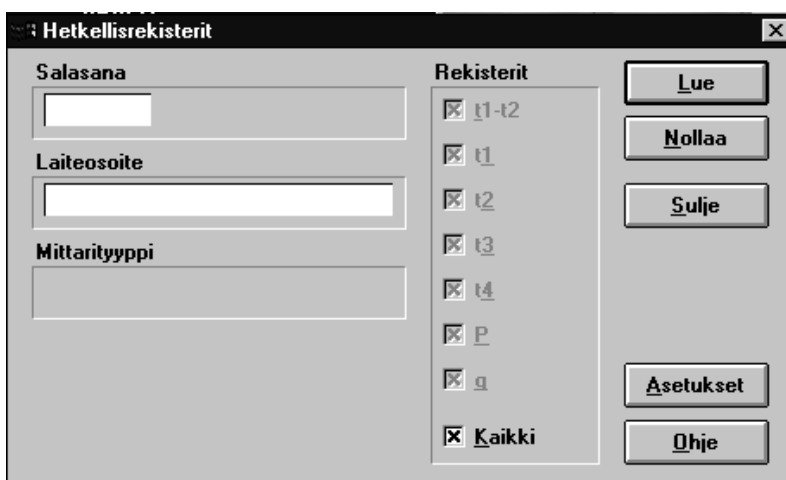 Hetkellisrekisterit
Salasana
Laiteosoite
Mittarityyppi
Rekisterit
t1-t2
t1
t2
t3
t4
P
q
Kaikki
Lue
Nollaa
Sulje
Asetukset
Ohje